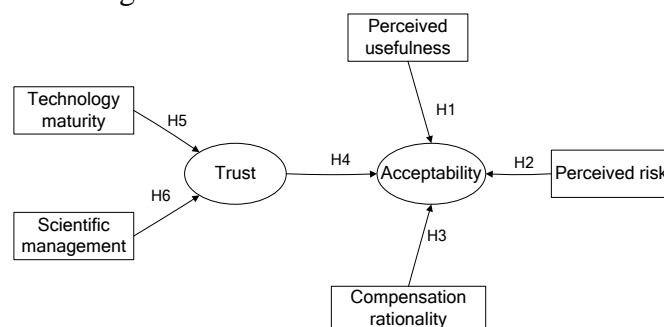 Perceived
usefulness
Technology
maturity
H5
H1
Trust
H4
Acceptability
H2
Perceived risk
H6
Scientific
management
H3
Compensation
rationality